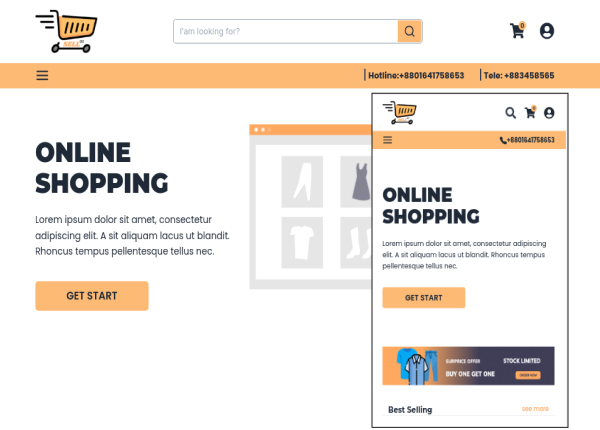 SELL
I'am looking for?
0
Hotline:+8801641758653
Tele: +883458565
ONLINE
SHOPPING
Lorem ipsum dolor sit amet, consectetur
adipiscing elit. A sit aliquam lacus ut blandit.
Rhoncus tempus pellentesque tellus nec.
GET START
0
+8801641758653
ONLINE
SHOPPING
Lorem ipsum dolor sit amet, consectetur adipiscing
elit. A sit aliquam lacus ut blandit. Rhoncus tempus
pellentesque tellus nec.
GET START
SURPRICE OFFER
STOCK LIMITED
BUY ONE GET ONE
ORDER NOW
Best Selling
see more